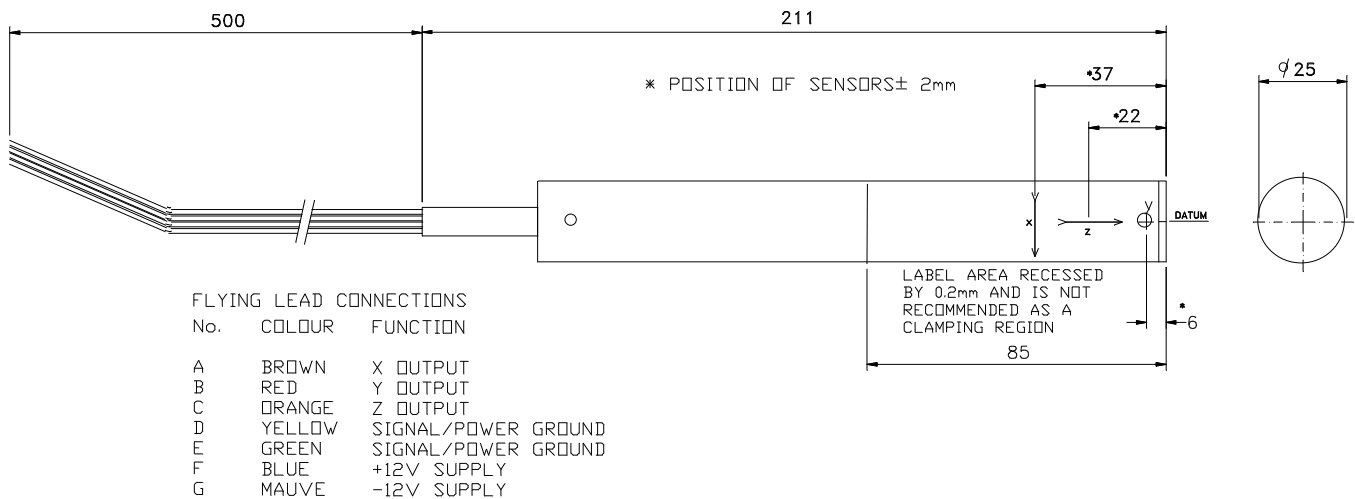 500
211
* POSITION OF SENSORS± 2mm
*37
ø25
*22
Y
DATUM
X
Z
LABEL AREA RECESSED
BY 0.2mm AND IS NOT
RECOMMENDED AS A
CLAMPING REGION
*
6
85
FLYING LEAD CONNECTIONS
No. COLOUR FUNCTION
A BROWN X OUTPUT
B RED Y OUTPUT
C ORANGE Z OUTPUT
D YELLOW SIGNAL/POWER GROUND
E GREEN SIGNAL/POWER GROUND
F BLUE +12V SUPPLY
G MAUVE -12V SUPPLY